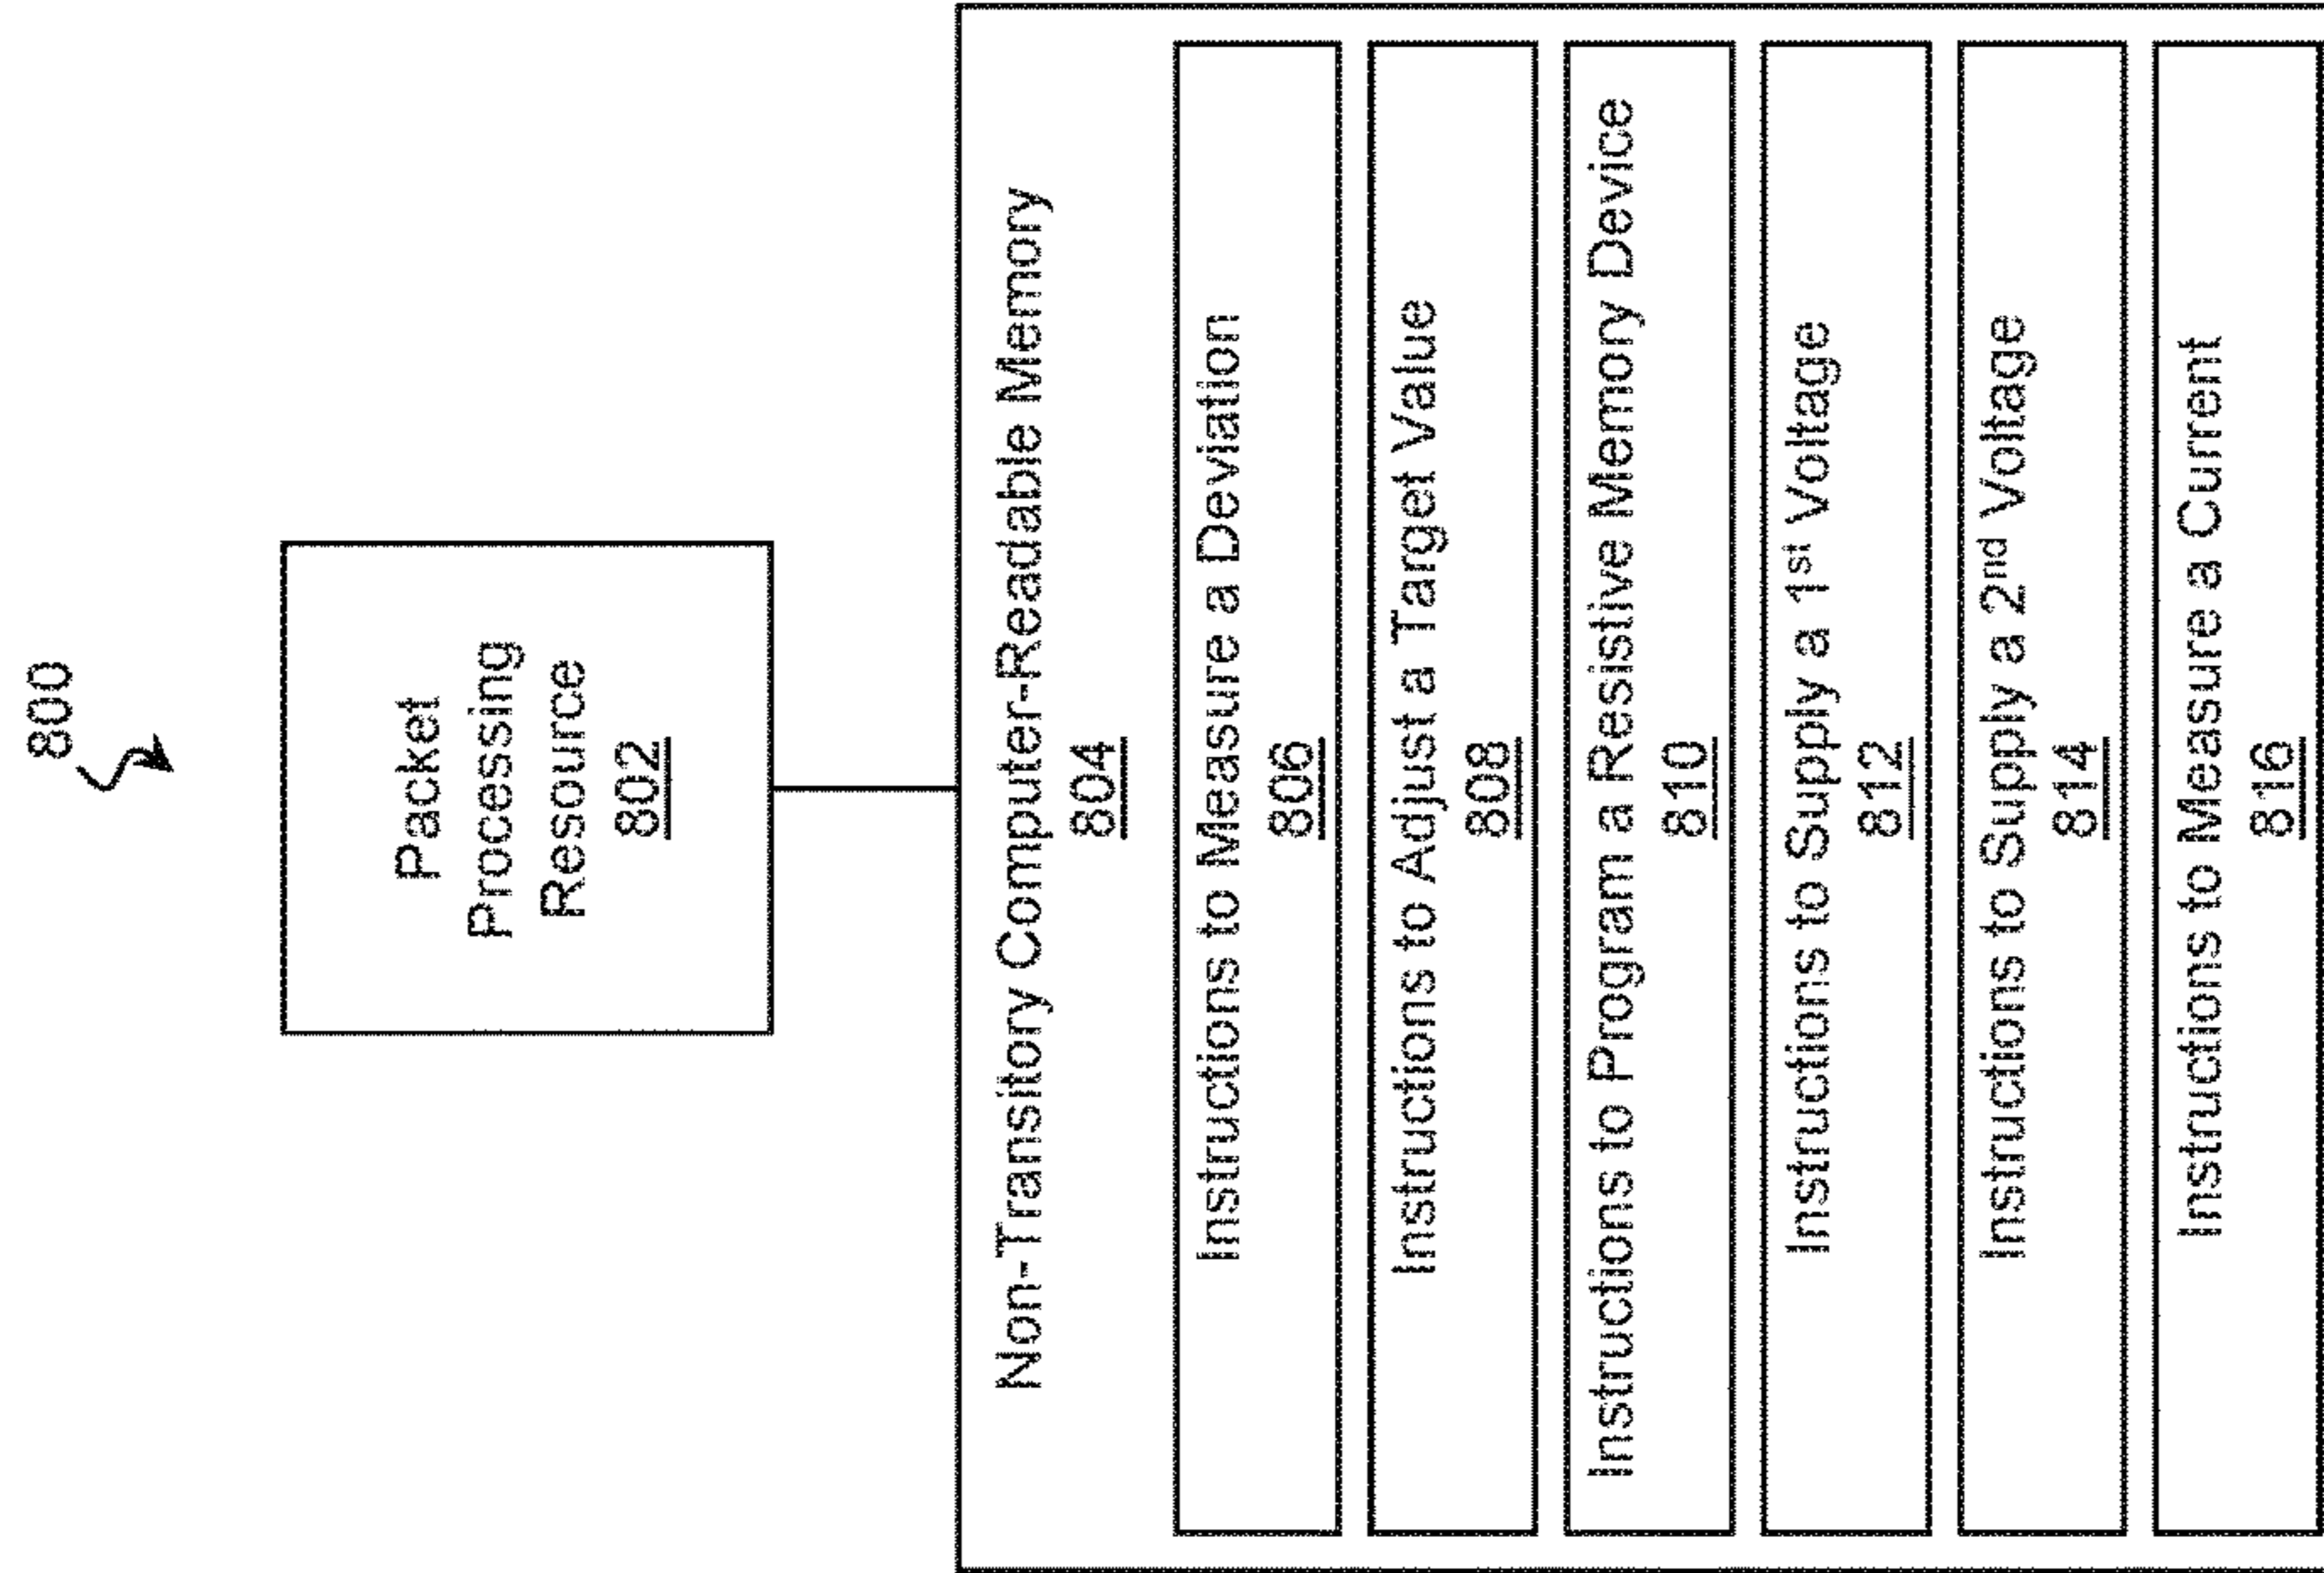 800
Packet
Processing
Resource
802
Non-Transitory Computer-Readable Memory
804
Instructions to Measure a Deviation
806
Instructions to Adjust a Target Value
808
Instructions to Program a Resistive Memory Device
810
Instructions to Supply a 1st Voltage
812
Instructions to Supply a 2nd Voltage
814
Instructions to Measure a Current
816